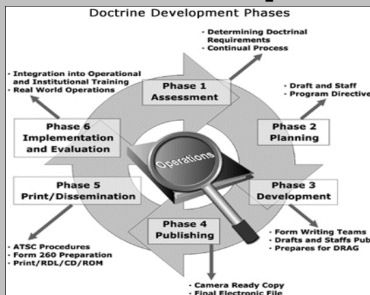 Doctrine Development Phases
- Determining Doctrinal
Requirements
- Continual Process
- Integration into Operational
and Institutional Training
- Real World Operations
Phase 1
Assessment
- Draft and Staff
- Program Directive
Phase 6
Implementation
and Evaluation
Phase 2
Planning
Operations
Phase 5
Print/Dissemination
Phase 3
Development
Phase 4
Publishing
- ATSC Procedures
- Form 260 Preparation
- Print/RDL/CD/ROM
- Form Writing Teams
- Drafts and Staffs Pub
- Prepares for DRAG
- Camera Ready Copy
- Final Electronic File